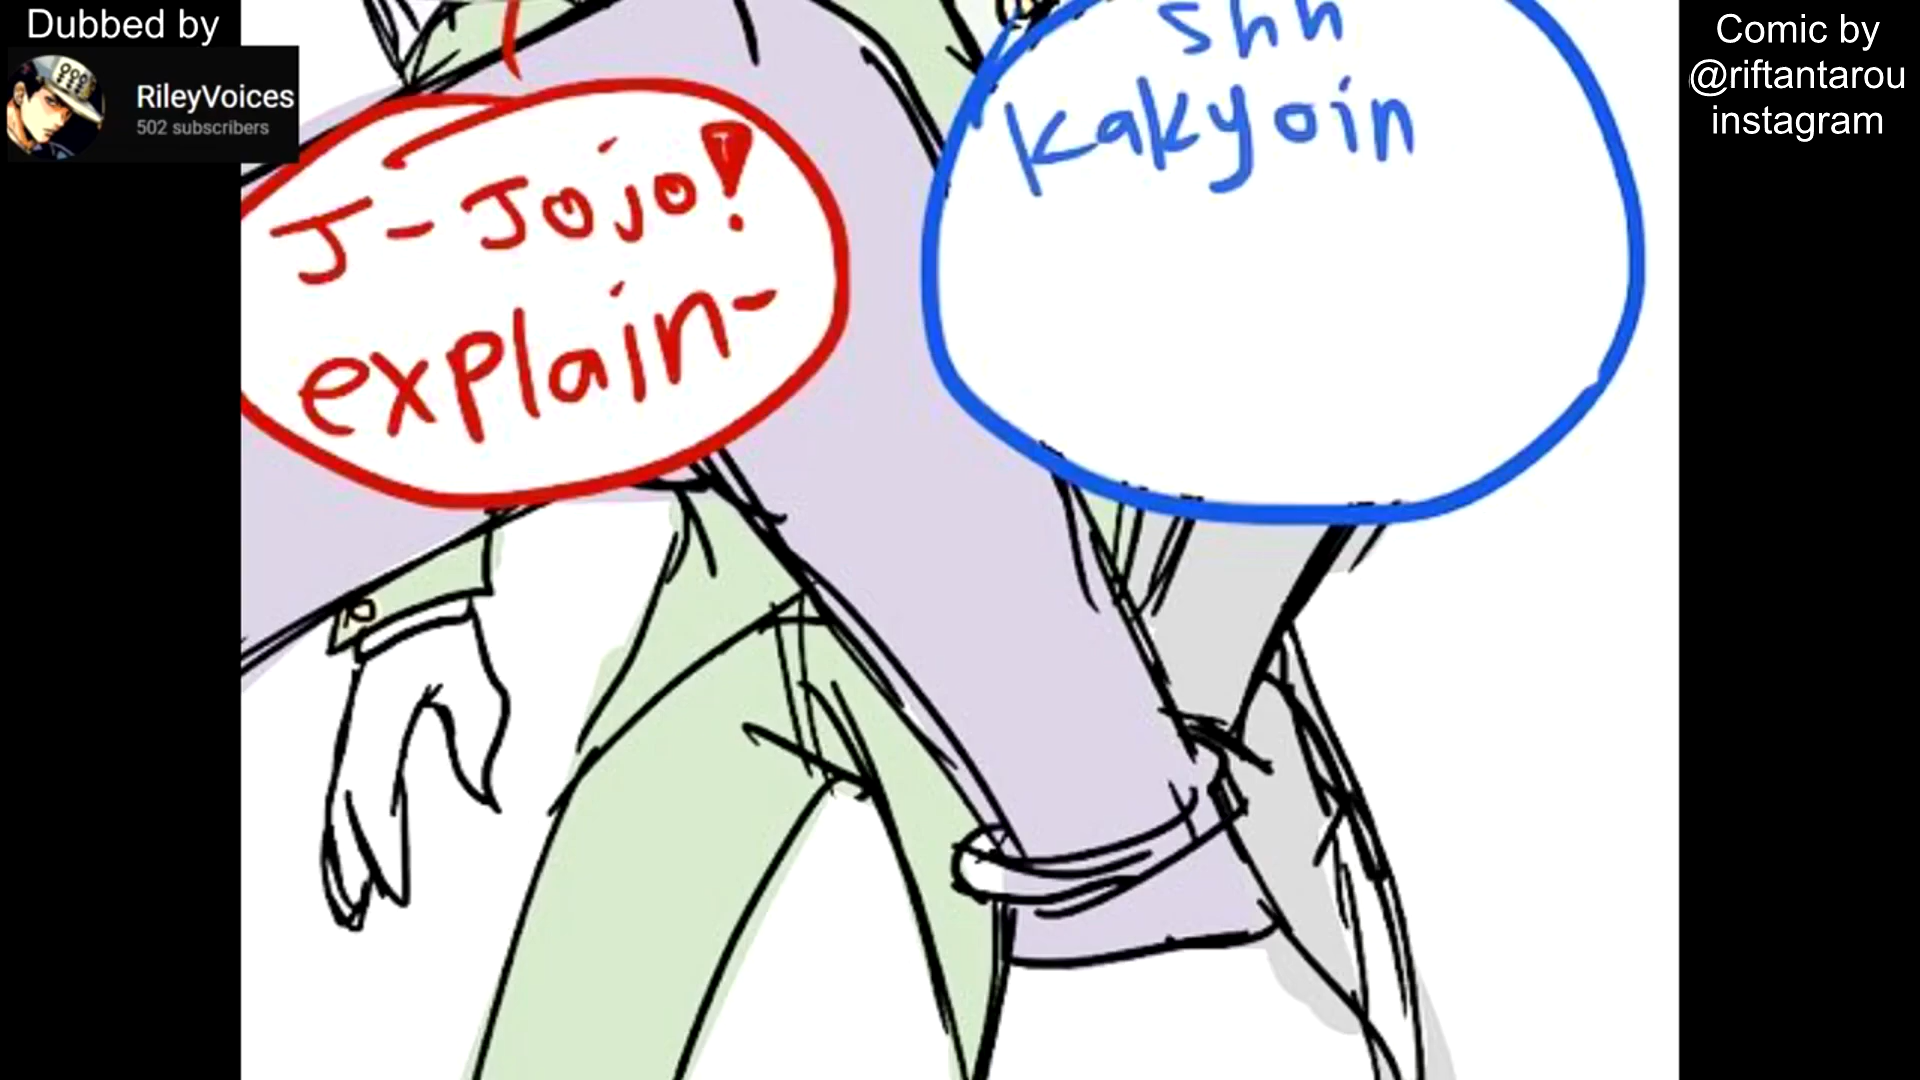 Dubbed by
RileyVoices
502 subscribers
J-Jojo!
explain-
shh
kakyoin
Comic by
@riftantarou
instagram